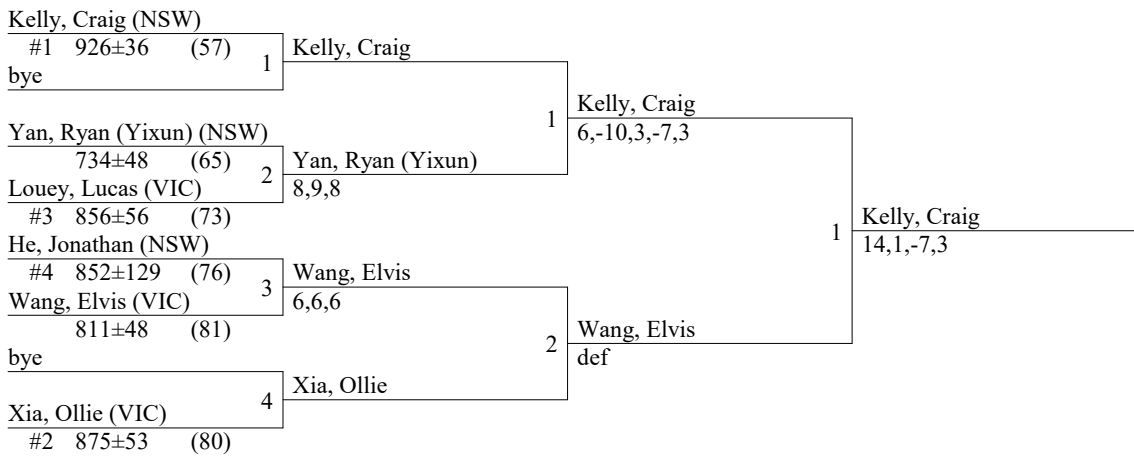 Kelly, Craig (NSW)
#1 926±36 (57)
bye
1
Kelly, Craig
Yan, Ryan (Yixun) (NSW)
734±48 (65)
Louey, Lucas (VIC)
#3 856±56 (73)
2
Yan, Ryan (Yixun)
8,9,8
1
Kelly, Craig
6,-10,3,-7,3
He, Jonathan (NSW)
#4 852±129 (76)
Wang, Elvis (VIC)
811±48 (81)
3
Wang, Elvis
6,6,6
bye
Xia, Ollie (VIC)
#2 875±53 (80)
4
Xia, Ollie
2
Wang, Elvis
def
1
Kelly, Craig
14,1,-7,3